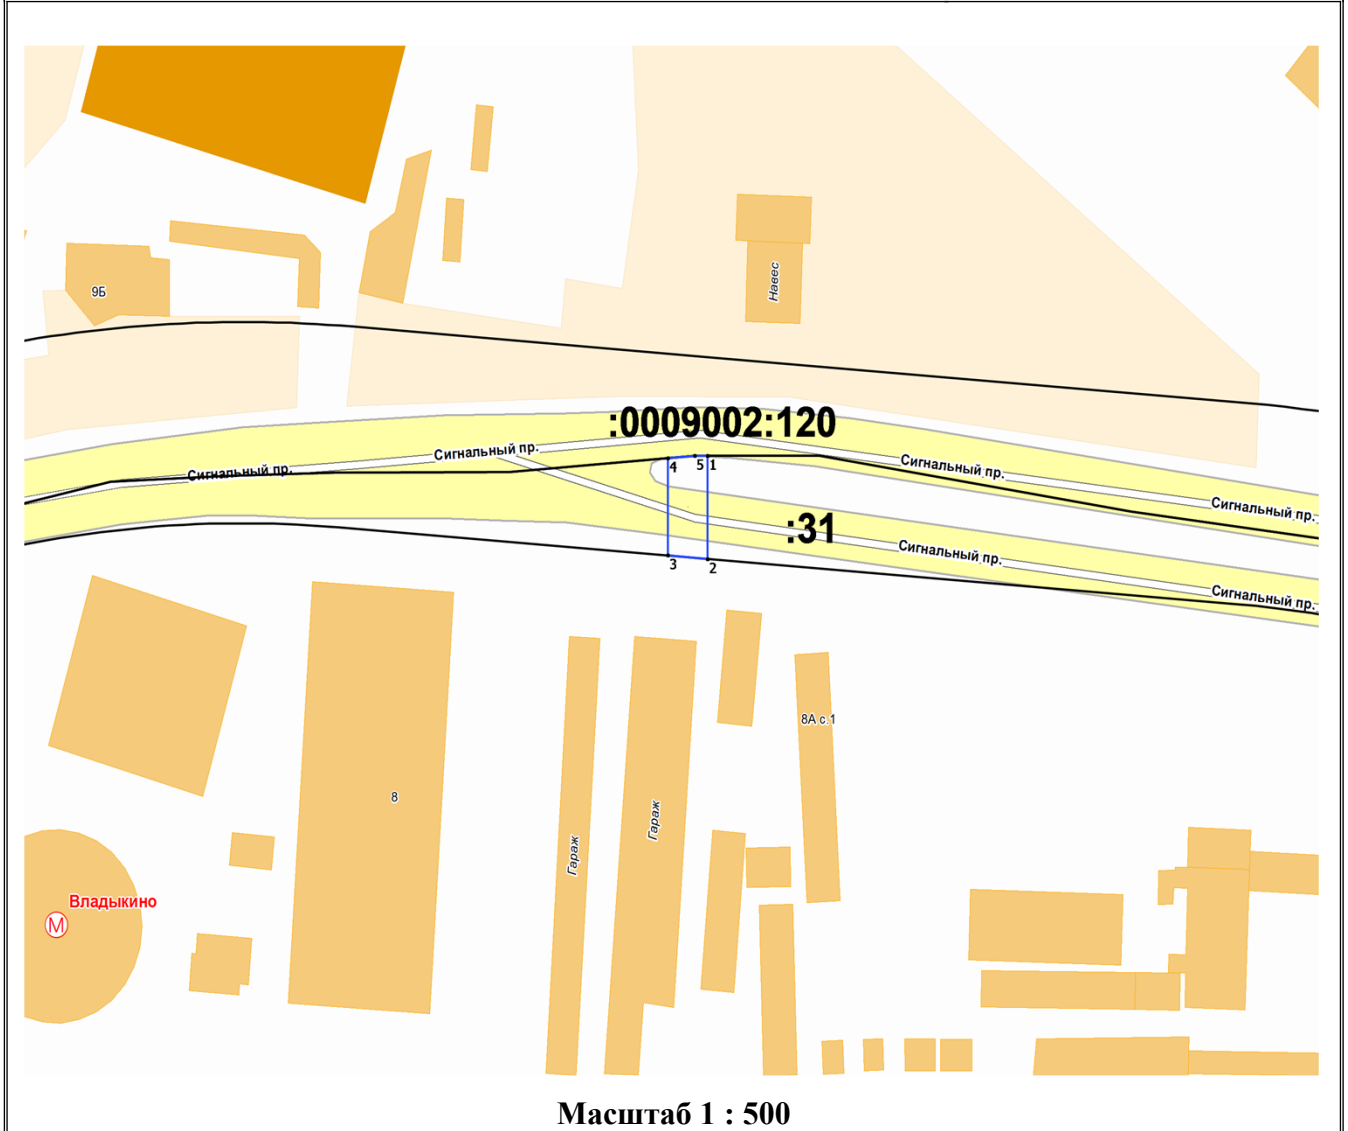 9Б
Навес
:0009002:120
Сигнальный пр.
Сигнальный пр.
Сигнальный пр.
4
5
1
Сигнальный пр.
:31
Сигнальный пр.
3
2
Сигнальный пр.
8А с.1
8
Гараж
Гараж
Владыкино
М
Масштаб 1 : 500